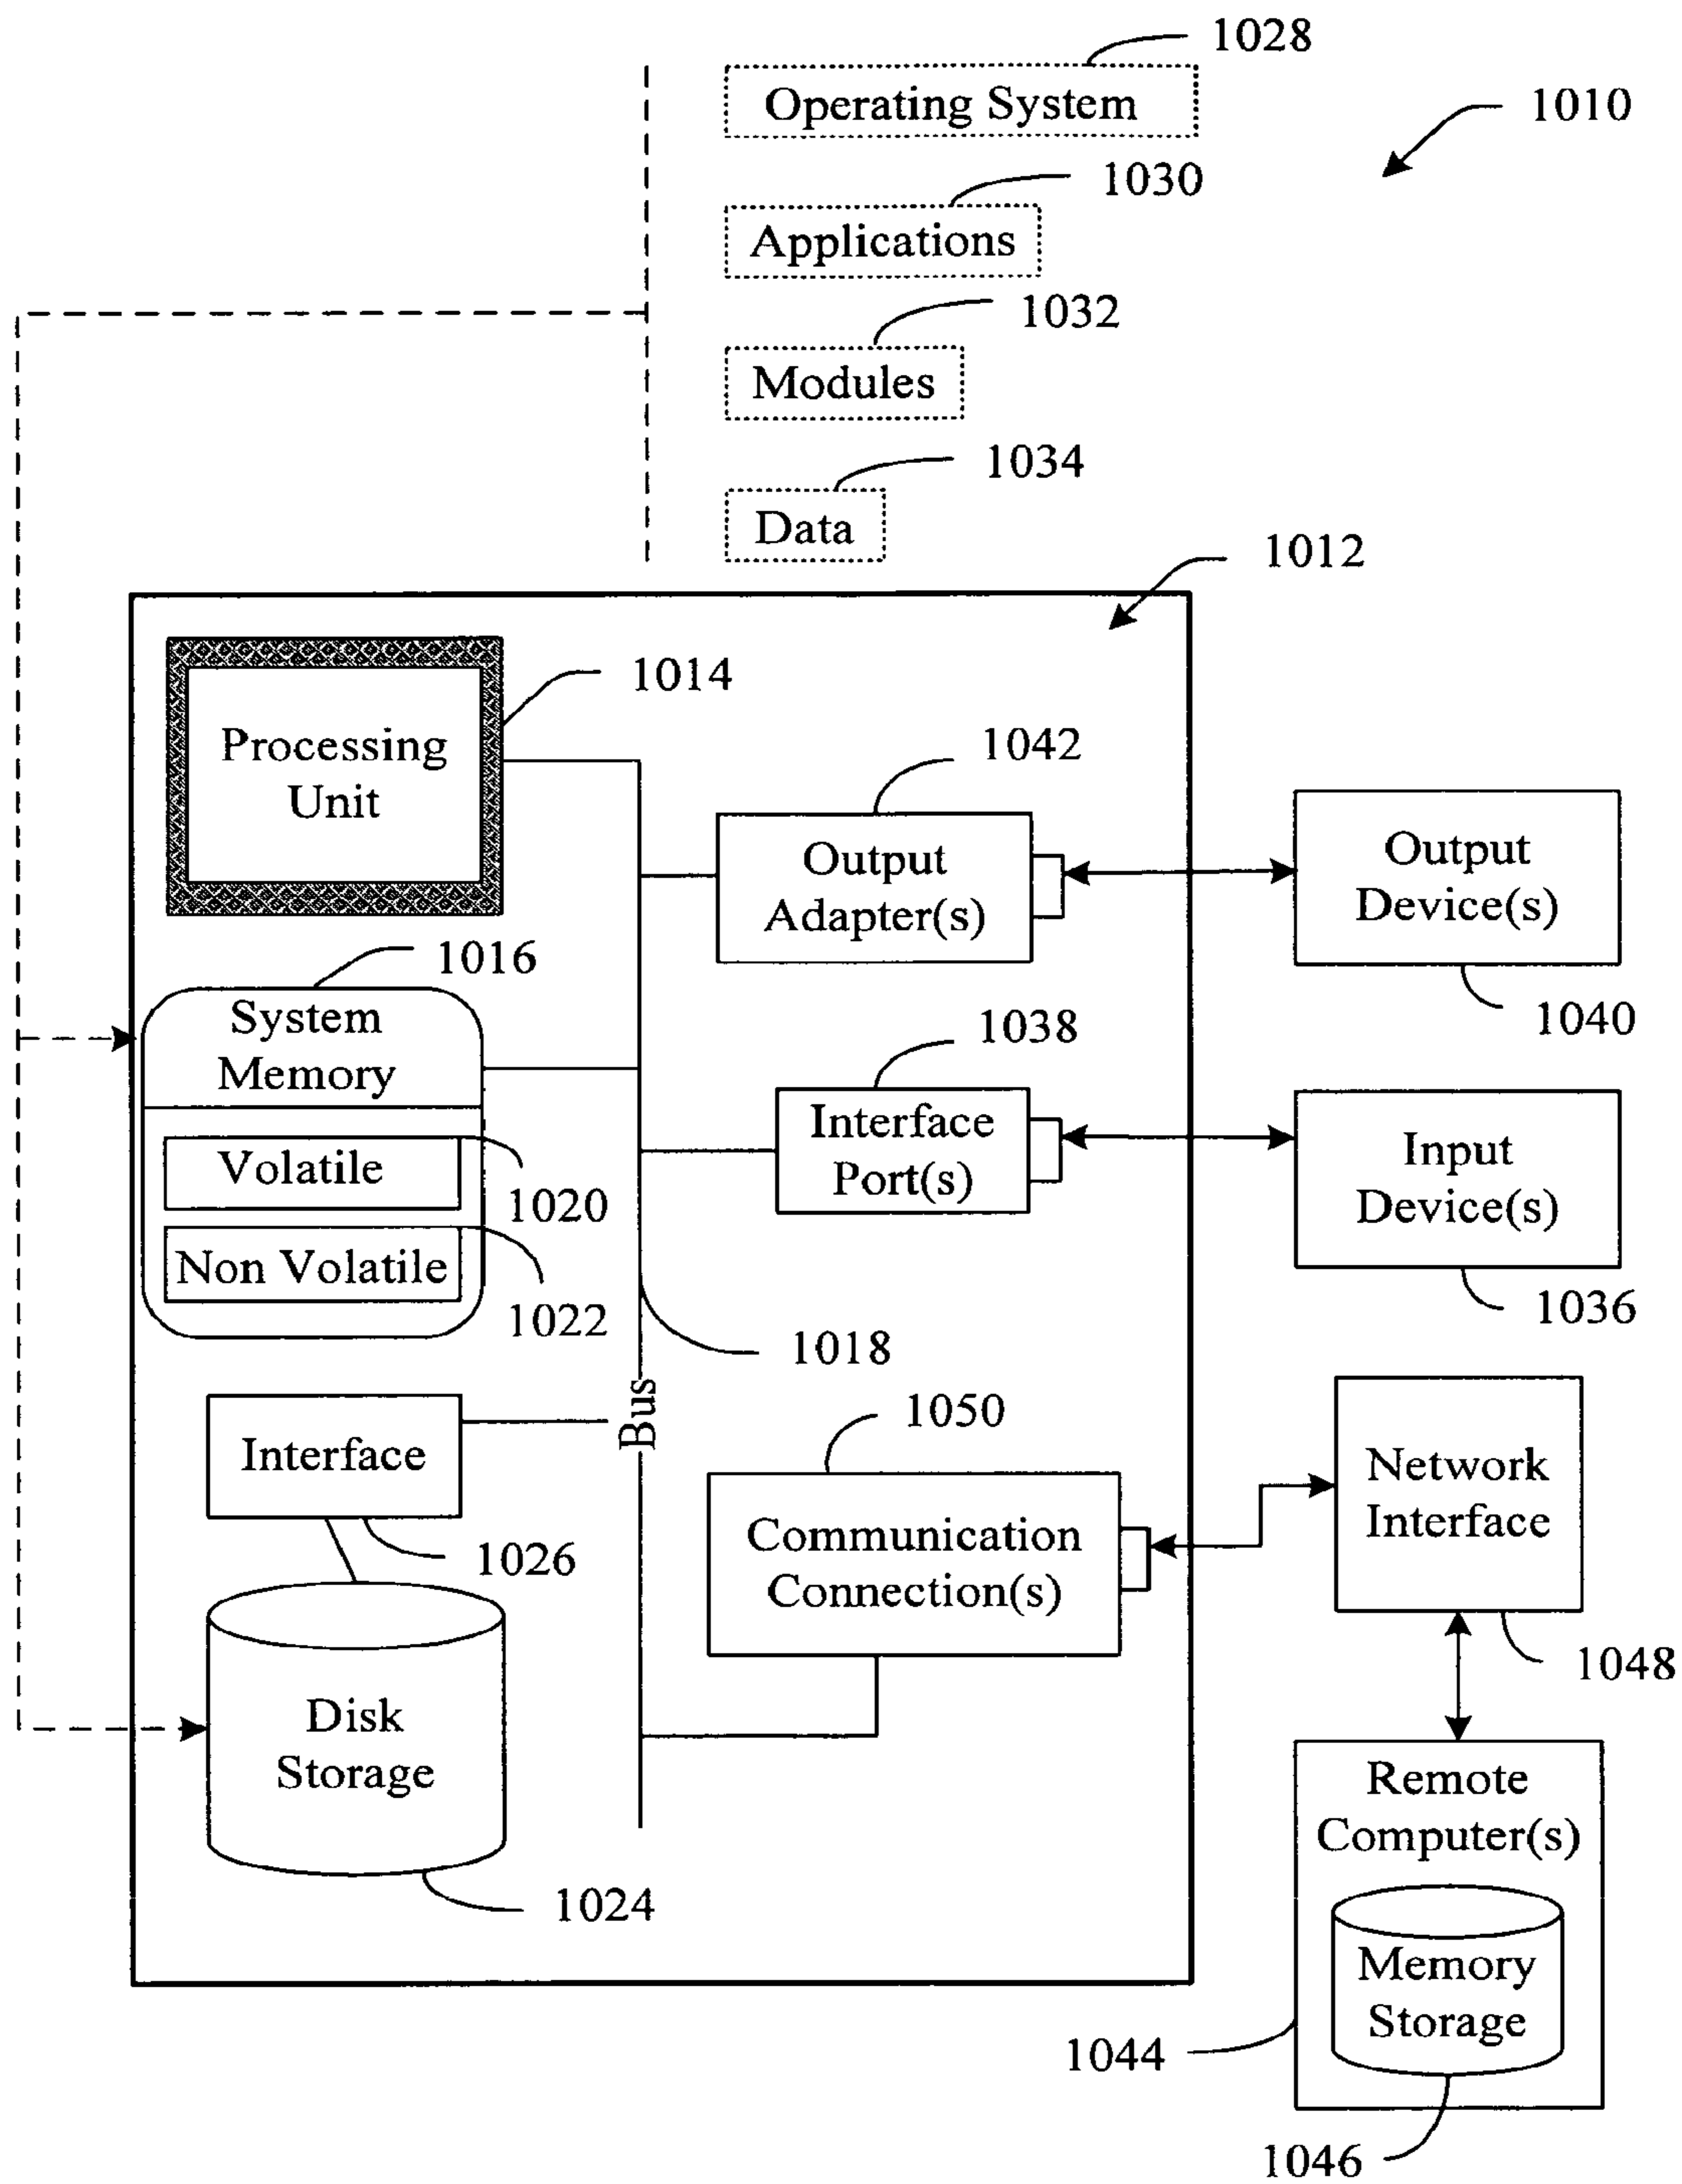 1028
Operating System
1010
1030
Applications
1032
Modules
1034
Data
1012
1014
Processing
Unit
1042
Output
Adapter(s)
Output
Device(s)
1040
1016
System
Memory
1038
Interface
Port(s)
Input
Device(s)
1036
Volatile
1020
Non Volatile
1022
1018
Bus
Interface
1026
1050
Communication
Connection(s)
Network
Interface
1048
Disk
Storage
1024
Remote
Computer(s)
Memory
Storage
1044
1046